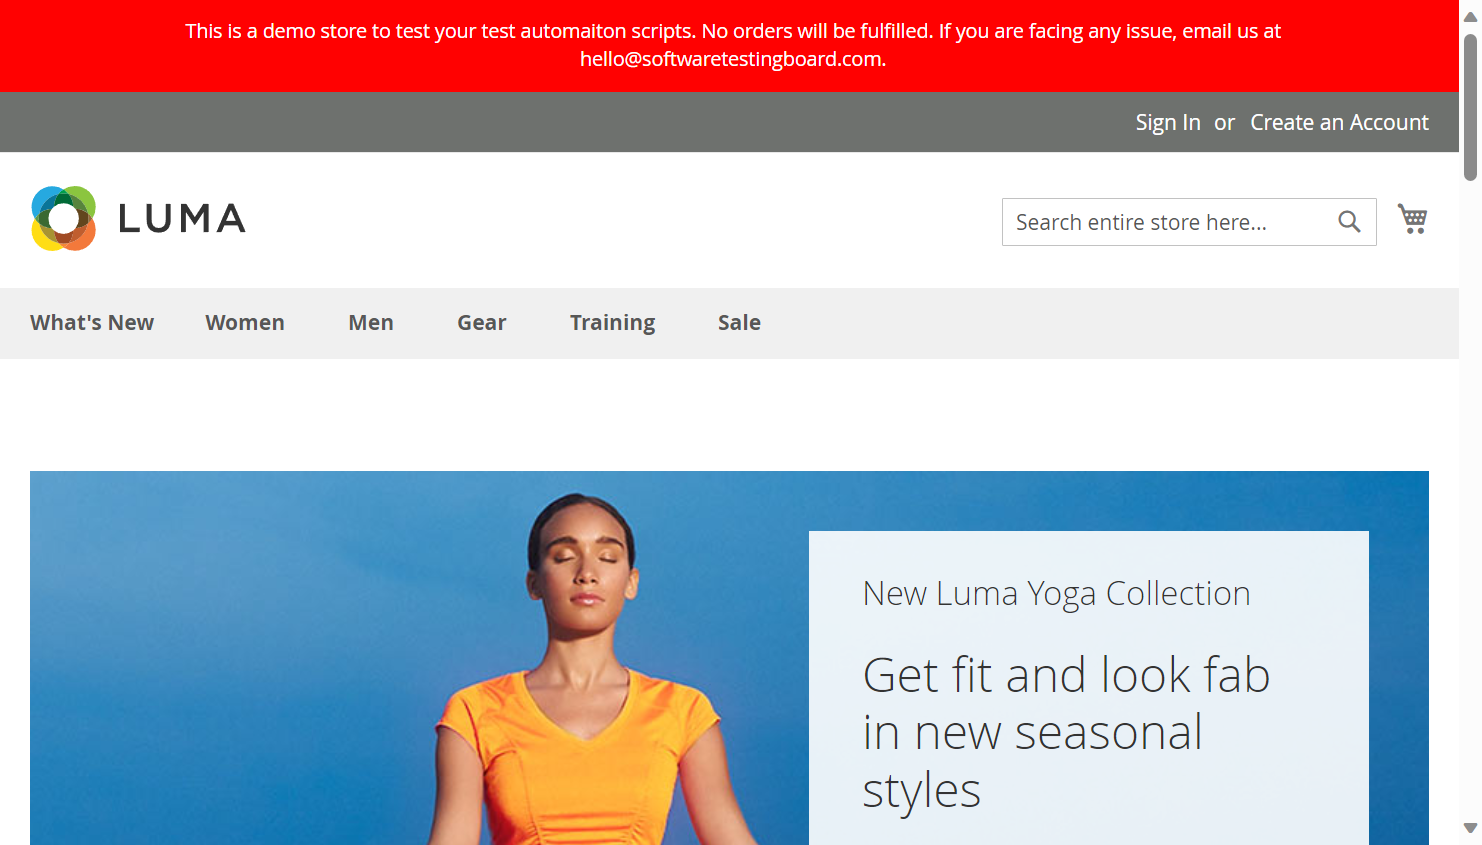 This is a demo store to test your test automaiton scripts. No orders will be fulfilled. If you are facing any issue, email us at
hello@softwaretestingboard.com.
Sign In or Create an Account
LUMA
Search entire store here...
What's New Women Men Gear Training Sale
New Luma Yoga Collection
Get fit and look fab
in new seasonal
styles